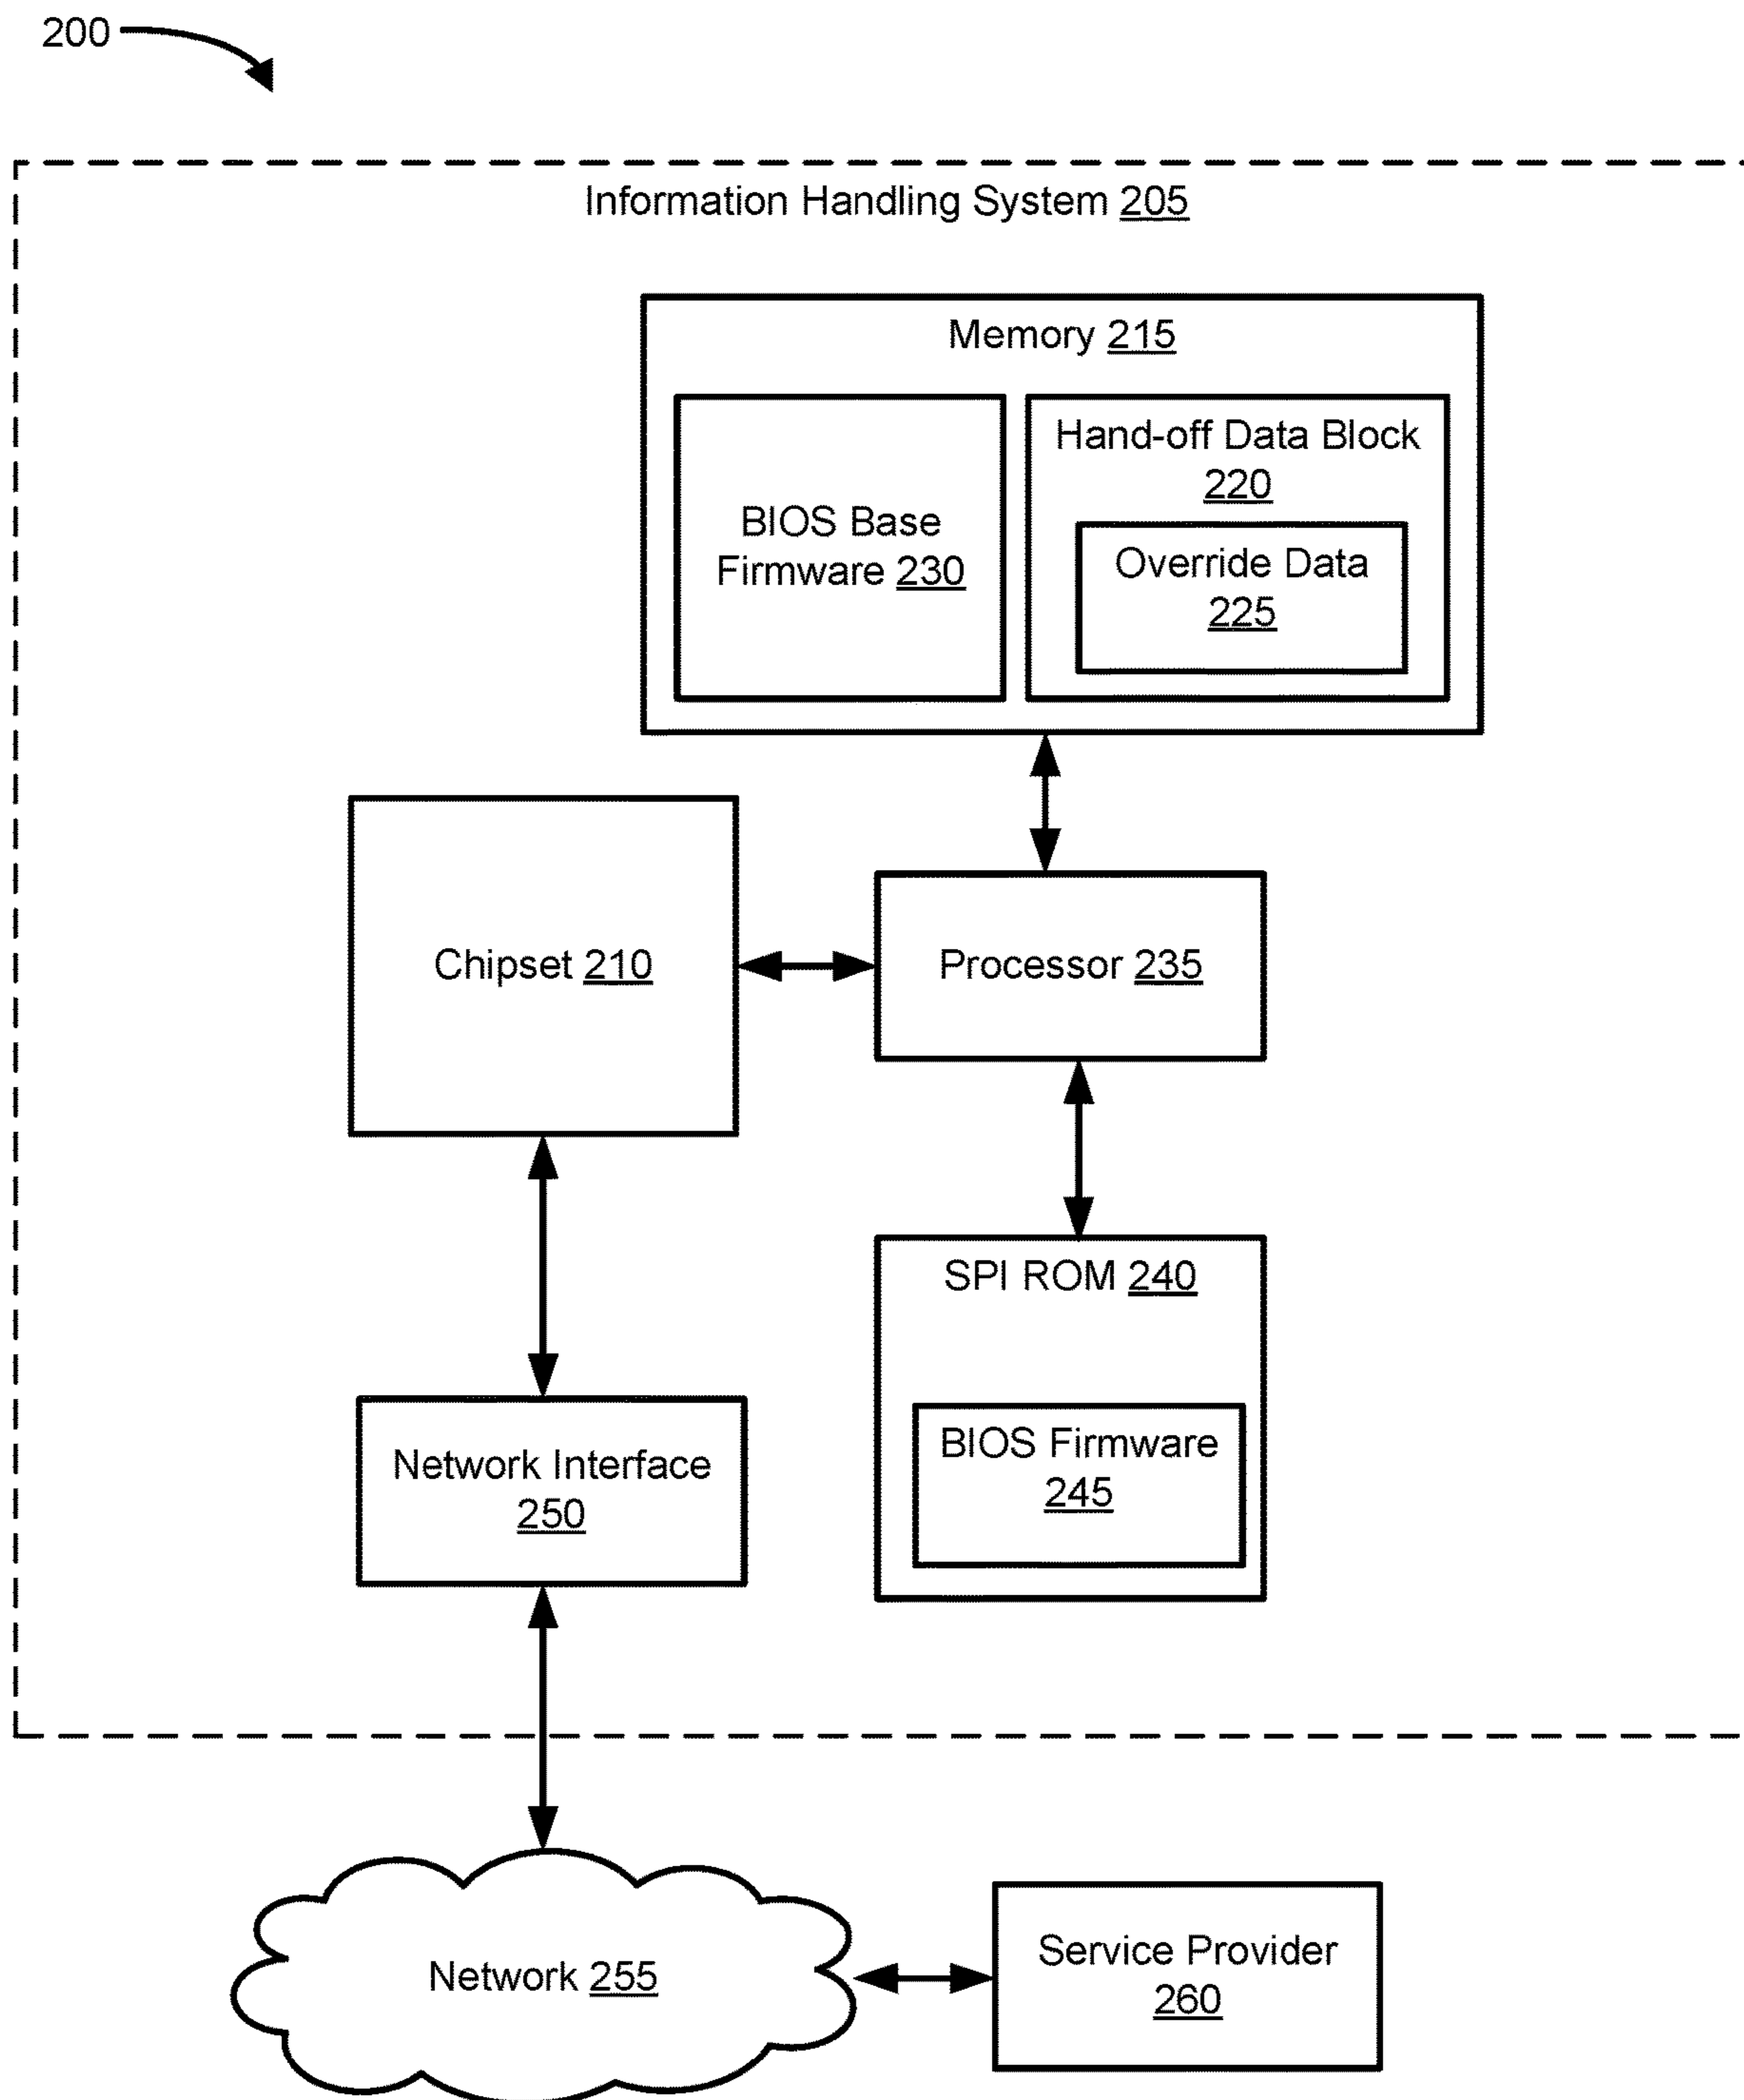 200
Information Handling System 205
Memory 215
BIOS Base
Firmware 230
Hand-off Data Block
220
Override Data
225
Chipset 210
Processor 235
SPI ROM 240
BIOS Firmware
245
Network Interface
250
Network 255
Service Provider
260